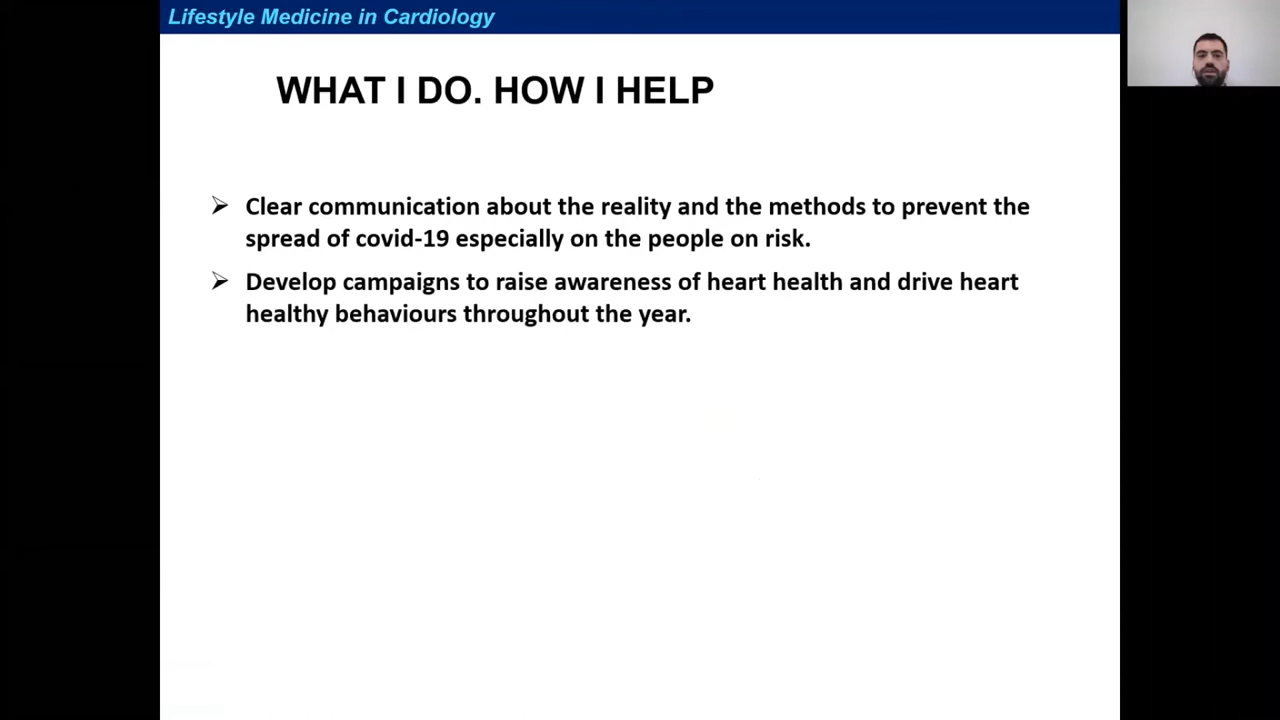 Lifestyle Medicine in Cardiology
WHAT I DO. HOW I HELP
➢ Clear communication about the reality and the methods to prevent the
spread of covid-19 especially on the people on risk.
➢ Develop campaigns to raise awareness of heart health and drive heart
healthy behaviours throughout the year.